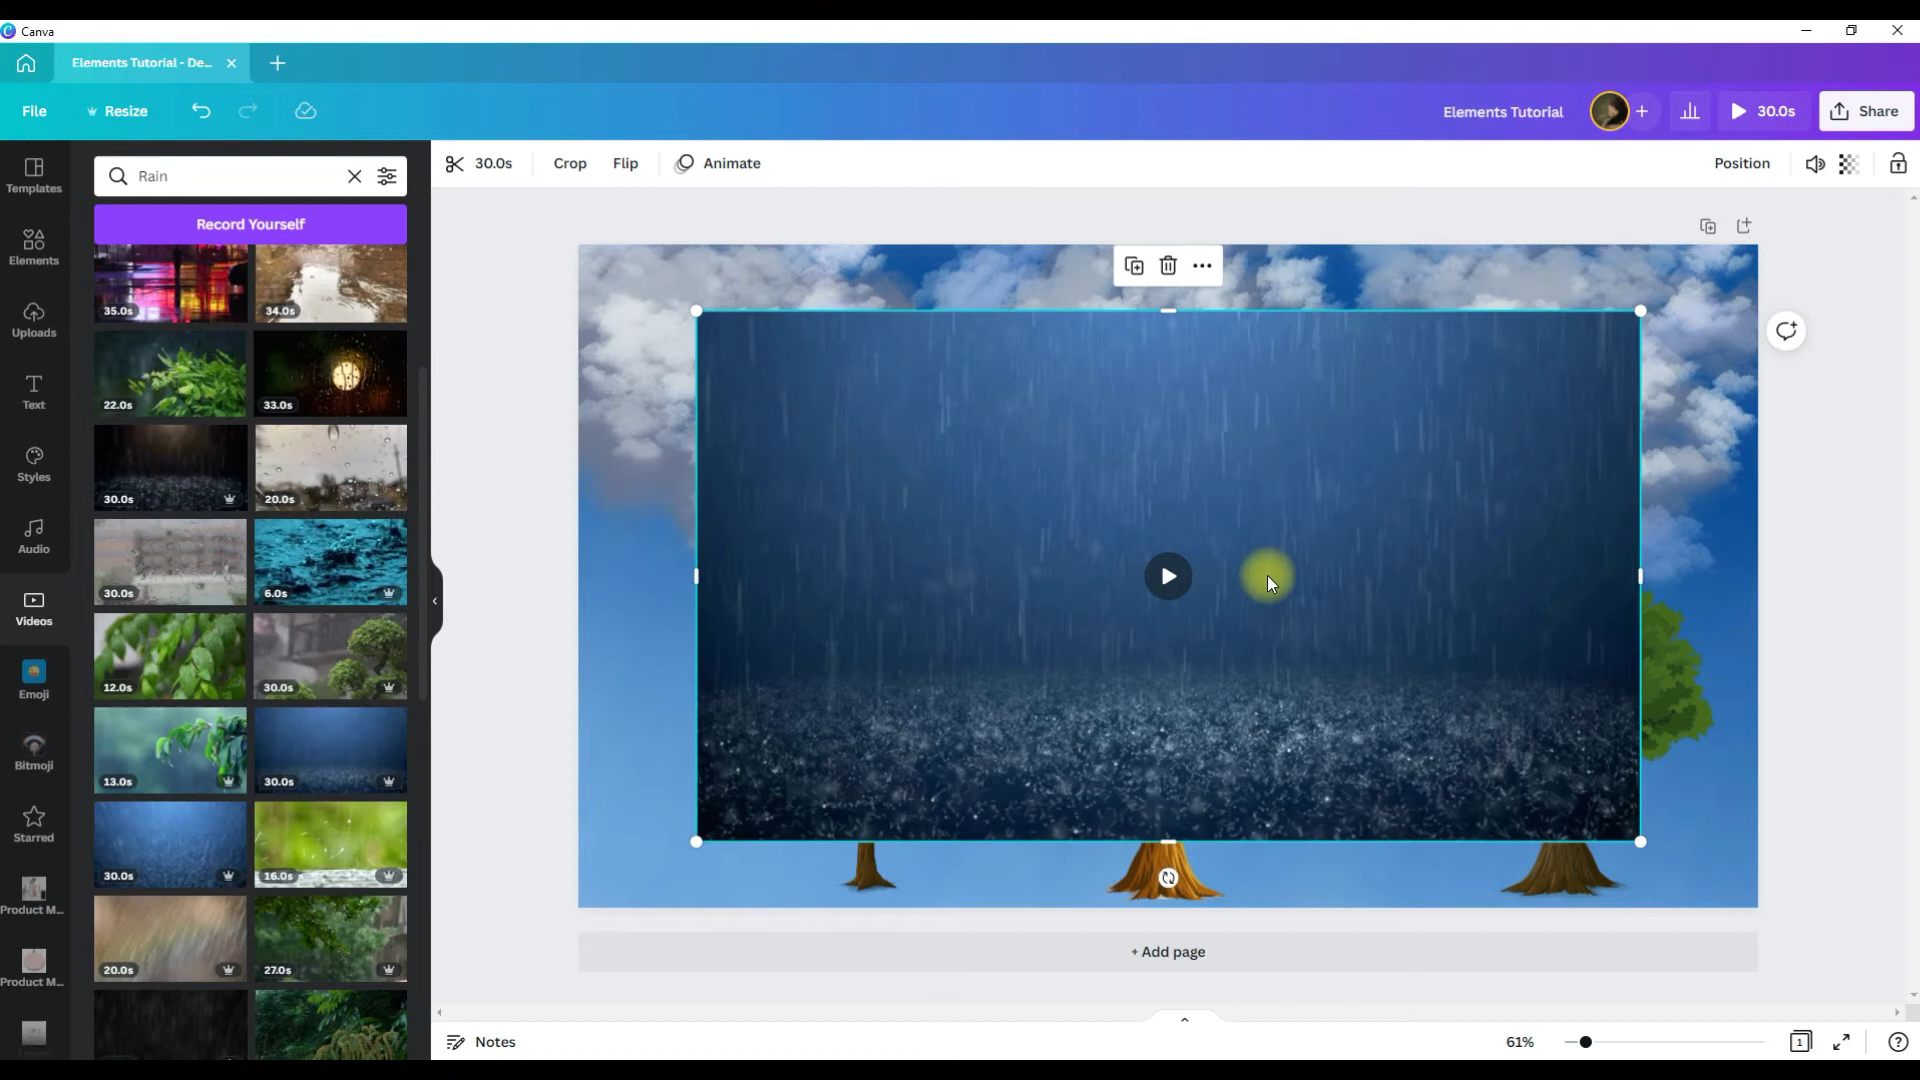 Canva
Elements Tutorial - De...
File
Resize
Elements Tutorial
30.0s
Share
Templates
Elements
Uploads
Text
Styles
Audio
Videos
Emoji
Bitmoji
Starred
Product M...
Product M...
Rain
Record Yourself
35.0s
34.0s
22.0s
33.0s
30.0s
20.0s
30.0s
6.0s
12.0s
30.0s
13.0s
30.0s
30.0s
16.0s
20.0s
27.0s
30.0s
Crop
Flip
Animate
Position
+ Add page
Notes
61%
1